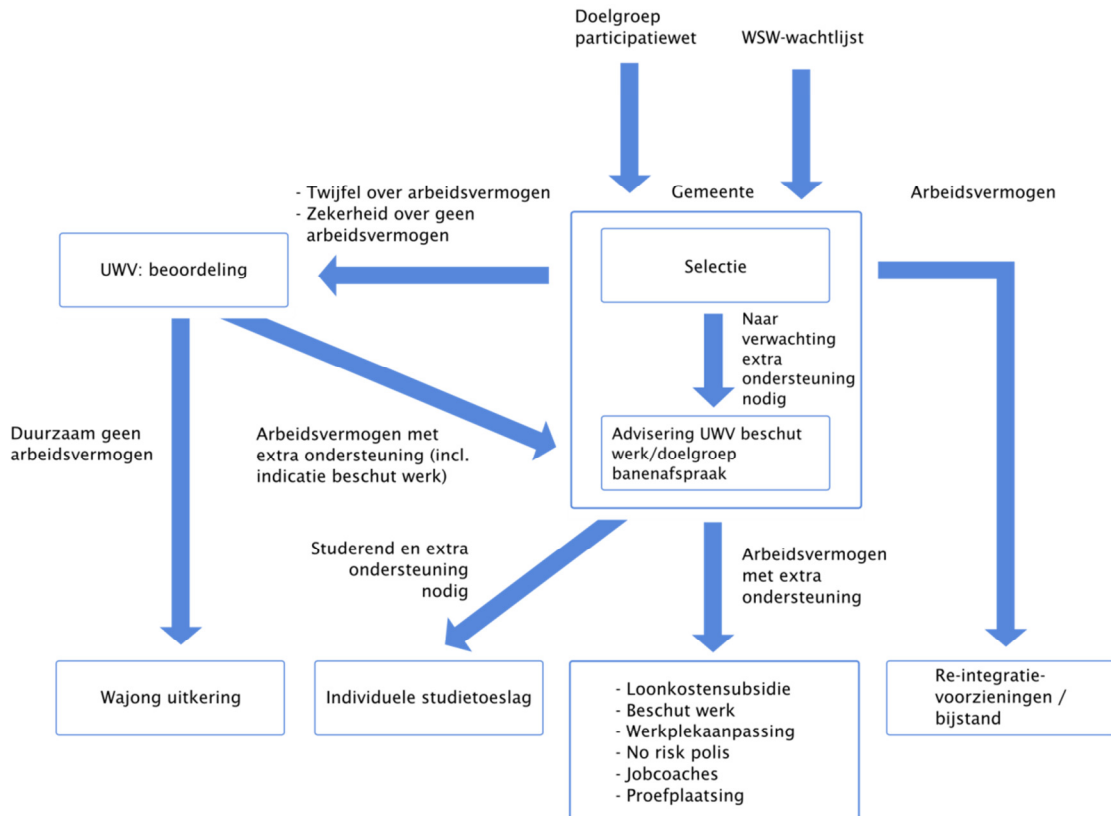 Doelgroep
participatiewet
WSW-wachtlijst
- Twijfel over arbeidsvermogen
- Zekerheid over geen
arbeidsvermogen
Gemeente
Arbeidsvermogen
UWV: beoordeling
Selectie
Naar
verwachting
extra
ondersteuning
nodig
Duurzaam geen
arbeidsvermogen
Arbeidsvermogen met
extra ondersteuning (incl.
indicatie beschut werk)
Advisering UWV beschut
werk/doelgroep
banenafspraak
Studerend en extra
ondersteuning
nodig
Arbeidsvermogen
met extra
ondersteuning
Wajong uitkering
Individuele studietoeslag
- Loonkostensubsidie
- Beschut werk
- Werkplekaanpassing
- No risk polis
- Jobcoaches
- Proefplaatsing
Re-integratie-
voorzieningen /
bijstand